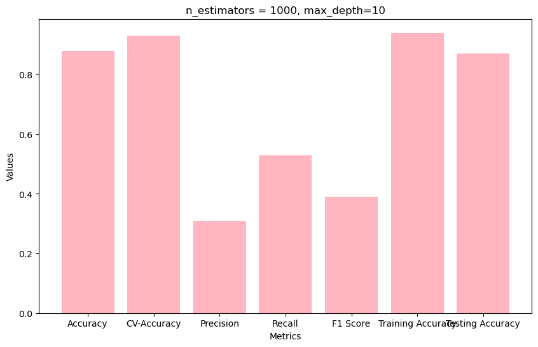 n_estimators = 1000, max_depth=10
Values
0.8
0.6
0.4
0.2
0.0
Accuracy CV-Accuracy Precision Recall F1 Score Training Accuracy Testing Accuracy
Metrics